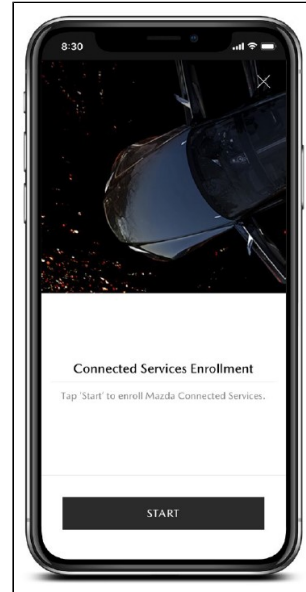 8:30
Connected Services Enrollment
Tap 'Start' to enroll Mazda Connected Services.
START